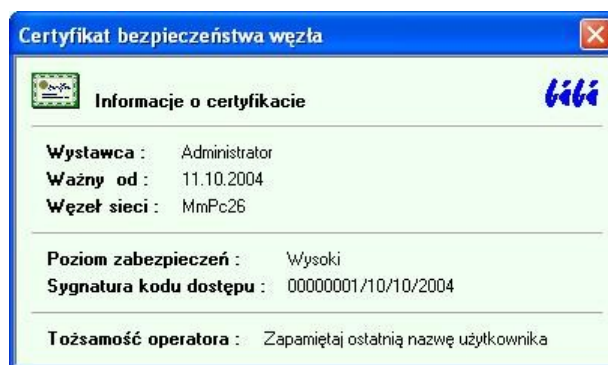 Certyfikat bezpieczeństwa węzła
Informacje o certyfikacie
bábá
Wystawca : Administrator
Ważny od : 11.10.2004
Węzeł sieci : MmPc26
Poziom zabezpieczeń : Wysoki
Sygnatura kodu dostępu : 00000001/10/10/2004
Tożsamość operatora : Zapamiętaj ostatnią nazwę użytkownika